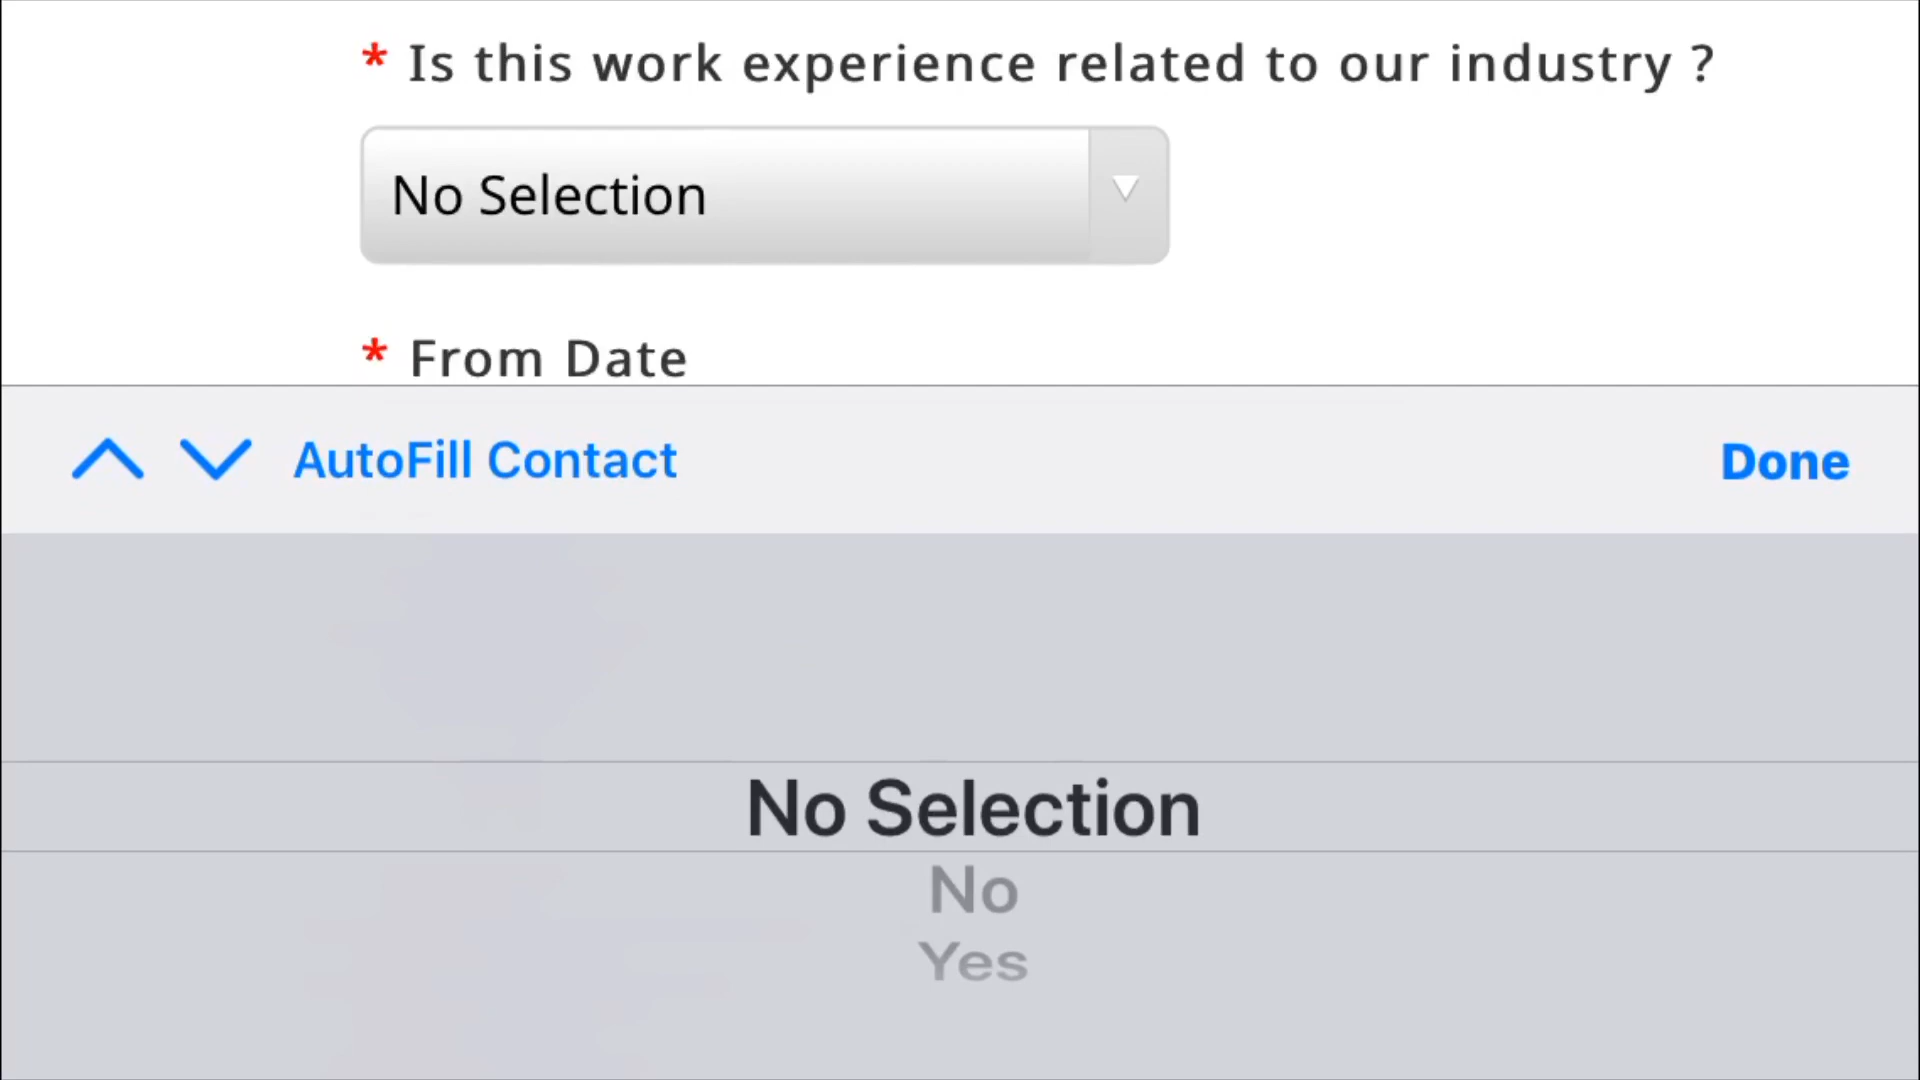 * Is this work experience related to our industry ?
No Selection
* From Date
AutoFill Contact
Done
No Selection
No
Yes